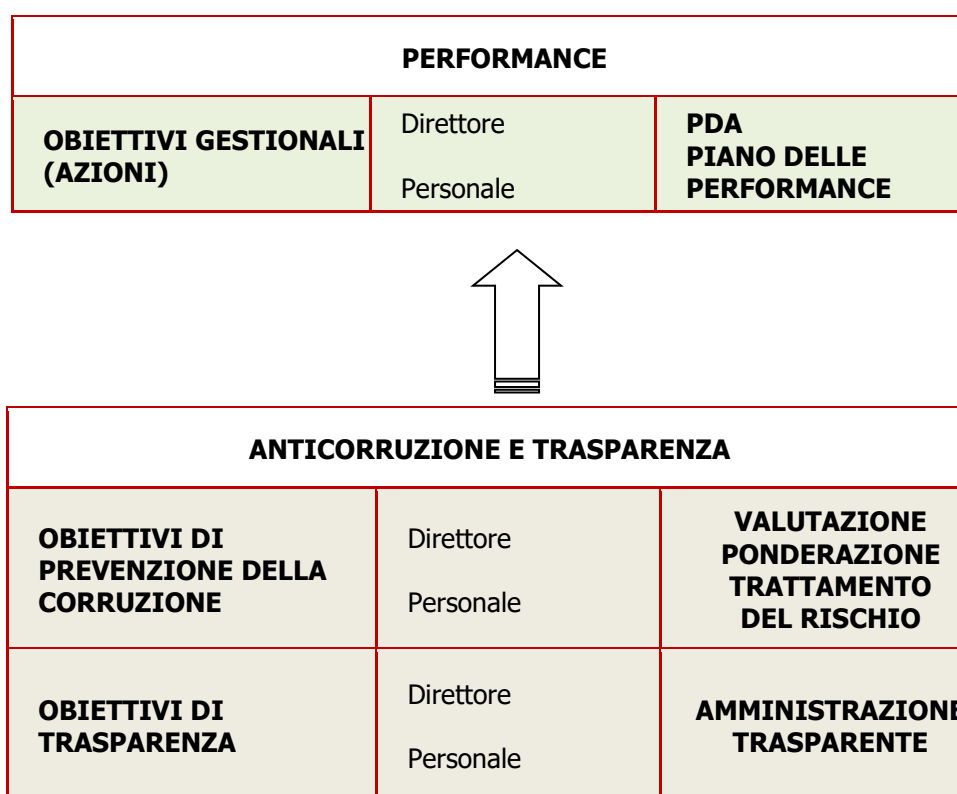 PERFORMANCE
OBIETTIVI GESTIONALI
(AZIONI)
Direttore
Personale
PDA
PIANO DELLE
PERFORMANCE
ANTICORRUZIONE E TRASPARENZA
OBIETTIVI DI
PREVENZIONE DELLA
CORRUZIONE
Direttore
Personale
VALUTAZIONE
PONDERAZIONE
TRATTAMENTO
DEL RISCHIO
OBIETTIVI DI
TRASPARENZA
Direttore
Personale
AMMINISTRAZIONE
TRASPARENTE